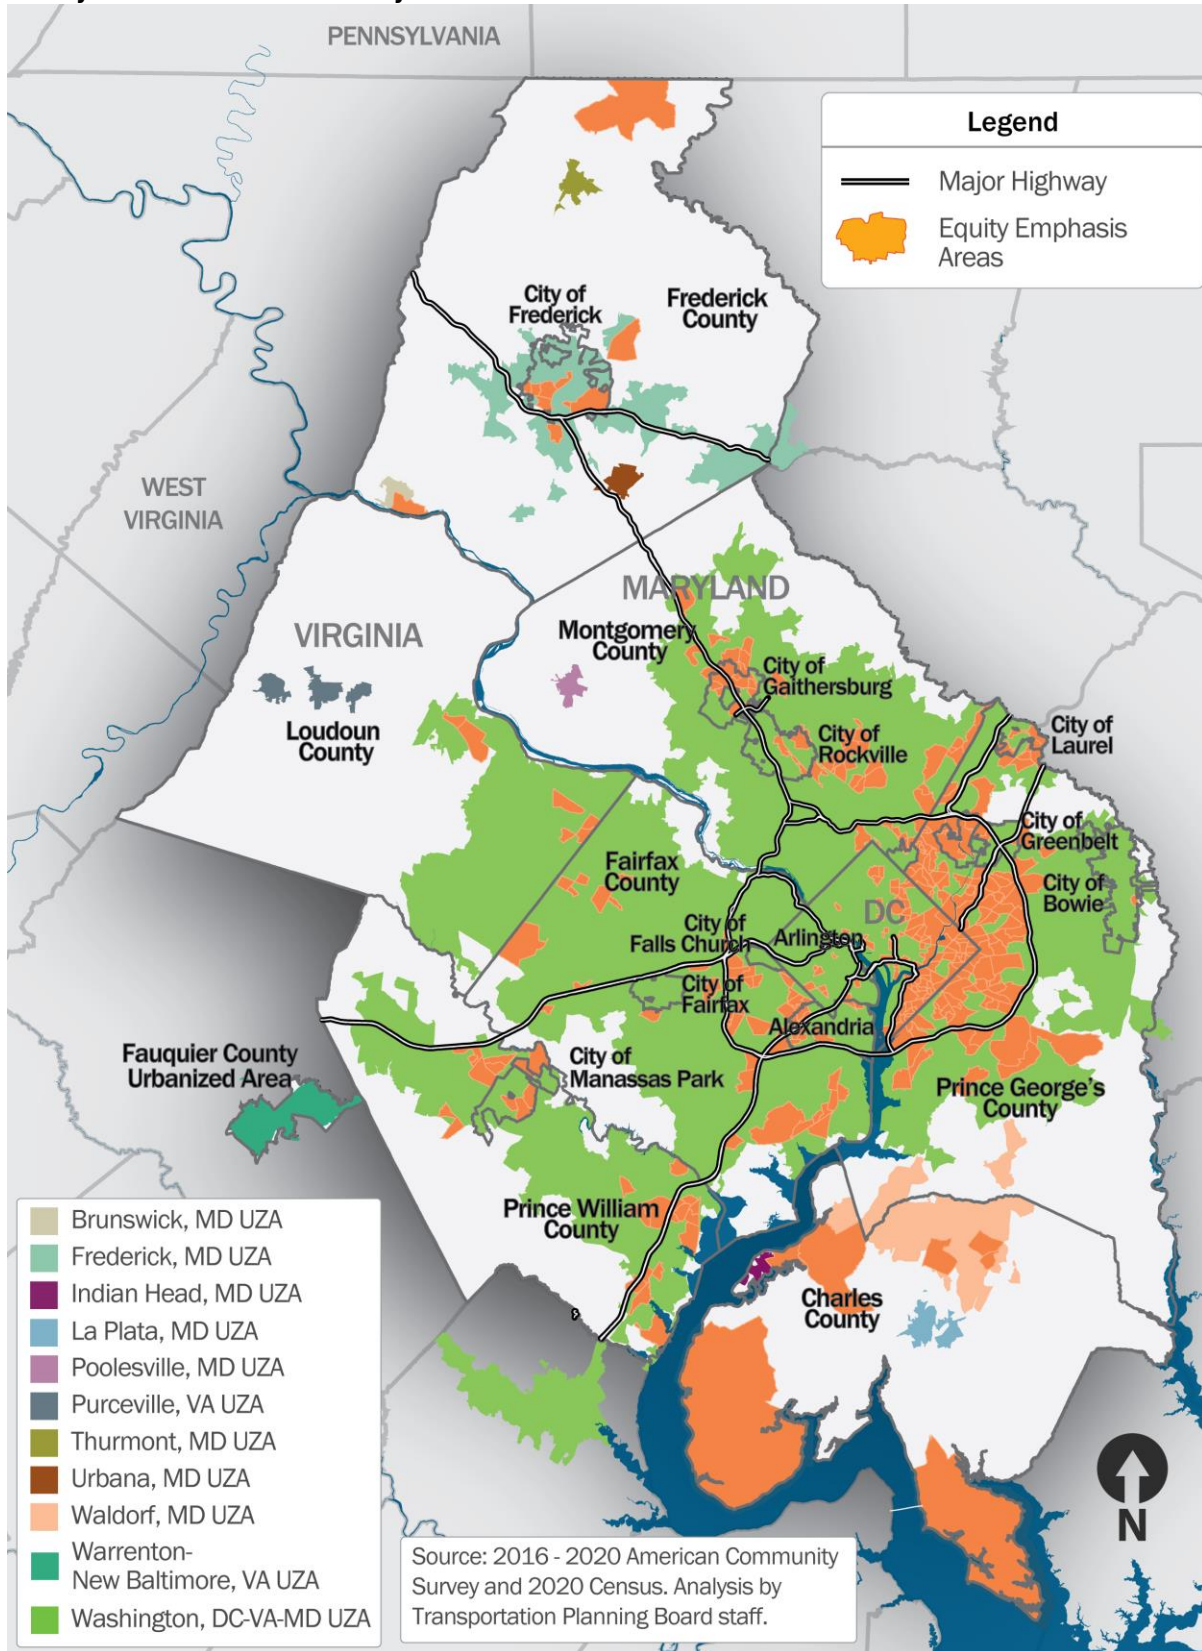 PENNSYLVANIA
Legend
Major Highway
Equity Emphasis
Areas
City of
Frederick
Frederick
County
WEST
VIRGINIA
MARYLAND
VIRGINIA
Montgomery
County
City of
Gaithersburg
Loudoun
County
City of
Rockville
City of
Laurel
City of
Greenbelt
Fairfax
County
City of
Bowie
DC
City of
Falls Church
Arlington
City of
Fairfax
Alexandria
Fauquier County
Urbanized Area
City of
Manassas Park
Prince George's
County
Prince William
County
Charles
County
Brunswick, MD UZA
Frederick, MD UZA
Indian Head, MD UZA
La Plata, MD UZA
Poolesville, MD UZA
Purceville, VA UZA
Thurmont, MD UZA
Urbana, MD UZA
Waldorf, MD UZA
Warrenton-
New Baltimore, VA UZA
Washington, DC-VA-MD UZA
Source: 2016 - 2020 American Community
Survey and 2020 Census. Analysis by
Transportation Planning Board staff.
N